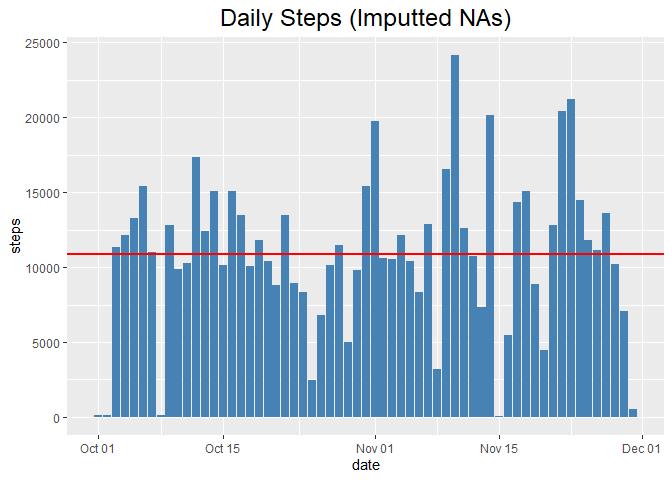 Daily Steps (Imputted NAs)
25000
20000
15000
10000
5000
0
steps
Oct 01 Oct 15 Nov 01 Nov 15 Dec 01
date